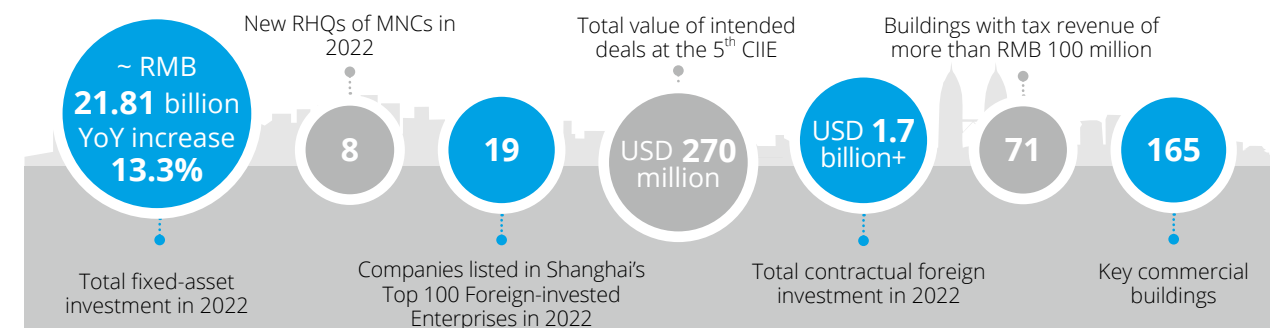 ~ RMB
21.81 billion
YoY increase
13.3%
Total fixed-asset
investment in 2022
New RHQs of MNCs in
2022
8
19
Companies listed in Shanghai’s
Top 100 Foreign-invested
Enterprises in 2022
Total value of intended
deals at the 5th CIIE
USD 270
million
USD 1.7
billion+
Total contractual foreign
investment in 2022
Buildings with tax revenue of
more than RMB 100 million
71
165
Key commercial
buildings